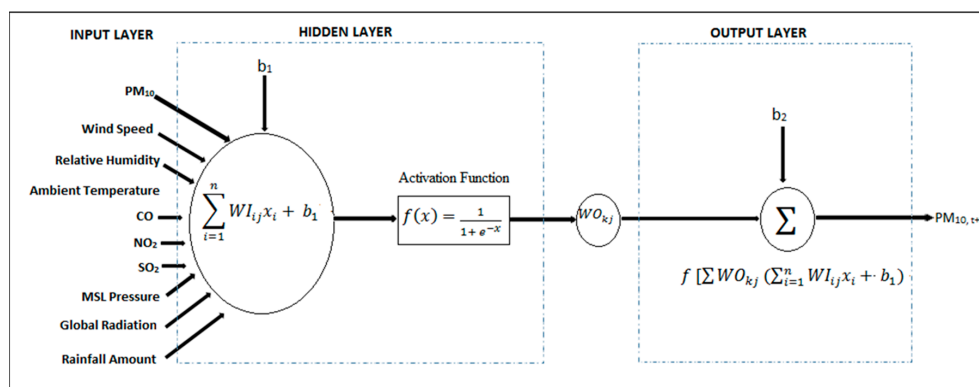 INPUT LAYER
HIDDEN LAYER
OUTPUT LAYER
b₁
PM₁₀
Wind Speed
Relative Humidity
Ambient Temperature
CO
NO₂
SO₂
MSL Pressure
Global Radiation
Rainfall Amount
∑ⁿᵢ₌₁ WIᵢⱼxᵢ + b₁
Activation Function
f(x) = 1 / 1 + e⁻ˣ
WOₖⱼ
b₂
∑
PM₁₀, ₜ₊
f [∑WOₖⱼ (∑ⁿᵢ₌₁ WIᵢⱼxᵢ + b₁)